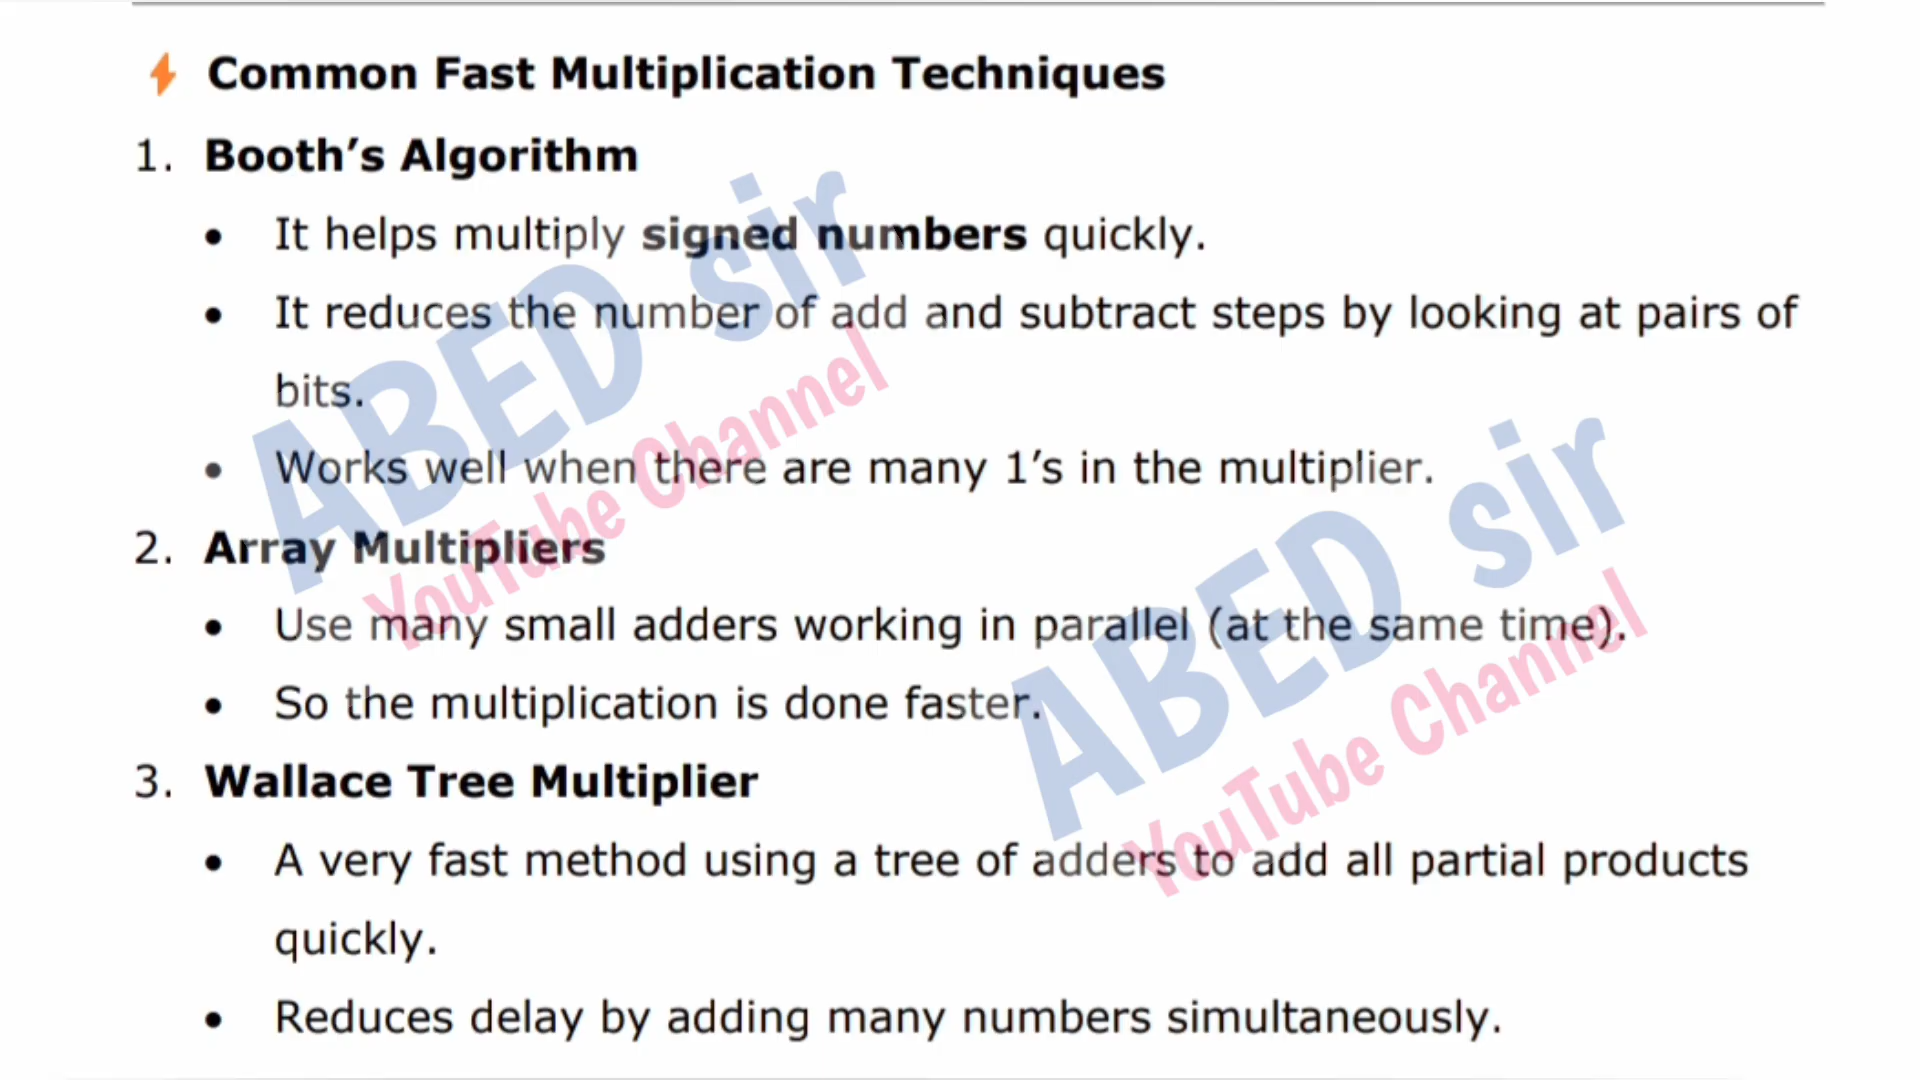 ⚡ Common Fast Multiplication Techniques
1. Booth’s Algorithm
• It helps multiply signed numbers quickly.
• It reduces the number of add and subtract steps by looking at pairs of
bits.
• Works well when there are many 1’s in the multiplier.
2. Array Multipliers
• Use many small adders working in parallel (at the same time).
• So the multiplication is done faster.
3. Wallace Tree Multiplier
• A very fast method using a tree of adders to add all partial products
quickly.
• Reduces delay by adding many numbers simultaneously.
ABED sir
YouTube Channel
ABED sir
YouTube Channel